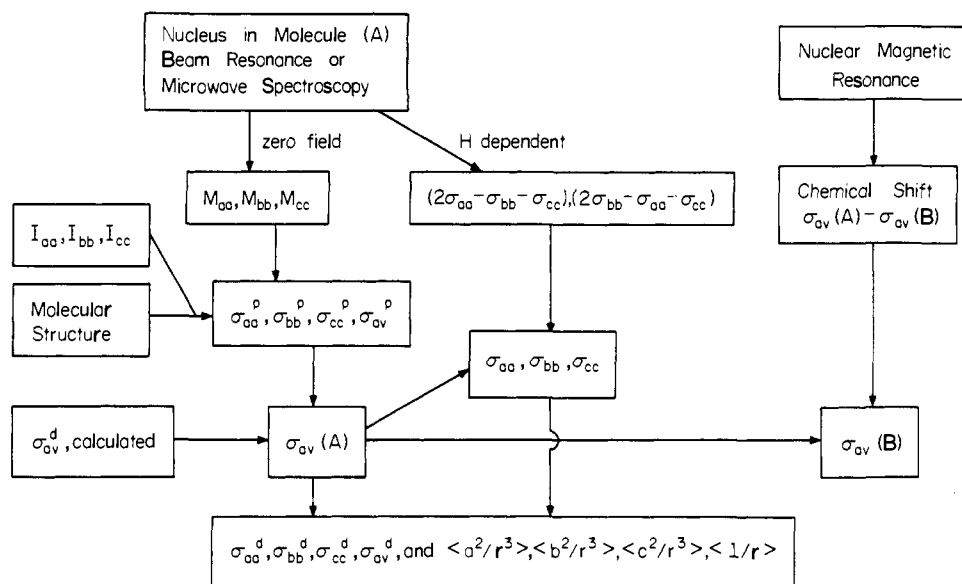 Nucleus in Molecule (A)
Beam Resonance or
Microwave Spectroscopy
Nuclear Magnetic
Resonance
zero field
H dependent
M_aa, M_bb, M_cc
(2σ_aa−σ_bb−σ_cc),(2σ_bb−σ_aa−σ_cc)
Chemical Shift
σ_av(A)−σ_av(B)
I_aa, I_bb, I_cc
Molecular
Structure
σ_aa^p, σ_bb^p, σ_cc^p, σ_av^p
σ_aa, σ_bb, σ_cc
σ_av^d, calculated
σ_av (A)
σ_av (B)
σ_aa^d, σ_bb^d, σ_cc^d, σ_av^d, and <a²/r³>, <b²/r³>, <c²/r³>, <1/r>